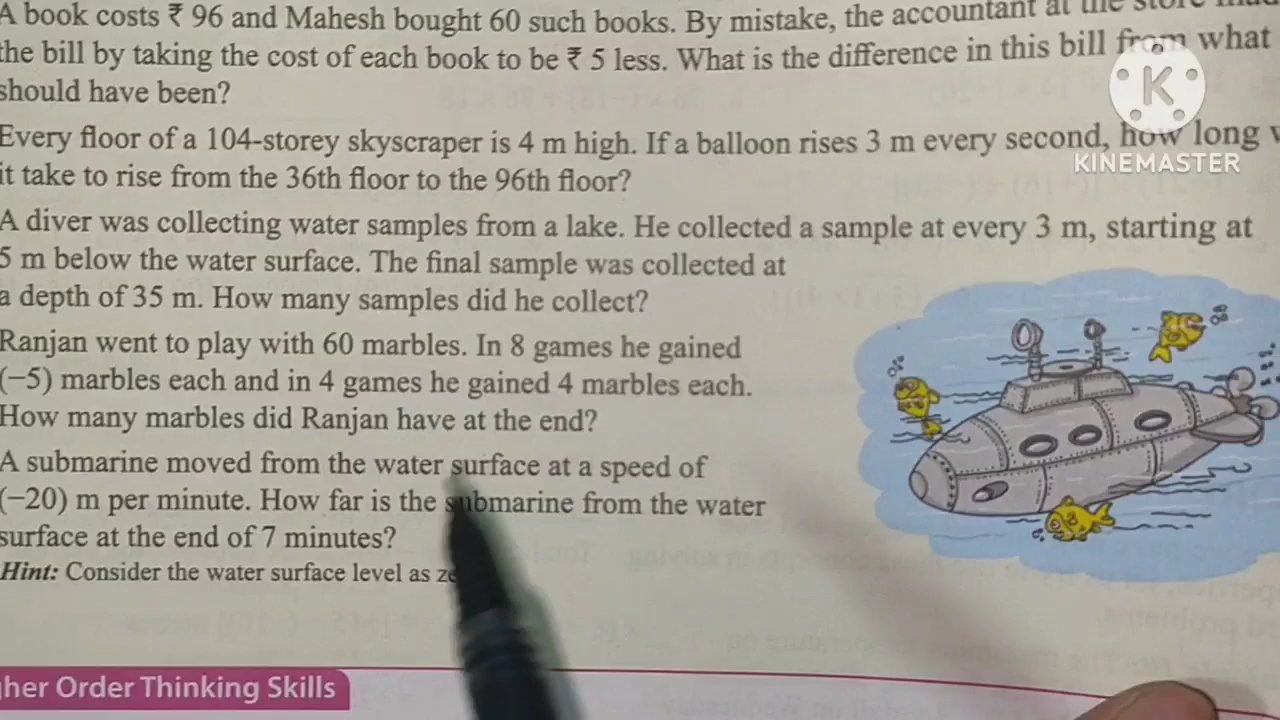 A book costs ₹ 96 and Mahesh bought 60 such books. By mistake, the accountant at the store
the bill by taking the cost of each book to be ₹ 5 less. What is the difference in this bill from what
should have been?
Every floor of a 104-storey skyscraper is 4 m high. If a balloon rises 3 m every second, how long
it take to rise from the 36th floor to the 96th floor?
A diver was collecting water samples from a lake. He collected a sample at every 3 m, starting at
5 m below the water surface. The final sample was collected at
a depth of 35 m. How many samples did he collect?
Ranjan went to play with 60 marbles. In 8 games he gained
(−5) marbles each and in 4 games he gained 4 marbles each.
How many marbles did Ranjan have at the end?
A submarine moved from the water surface at a speed of
(−20) m per minute. How far is the submarine from the water
surface at the end of 7 minutes?
Hint: Consider the water surface level as
gher Order Thinking Skills
K
KINEMASTER